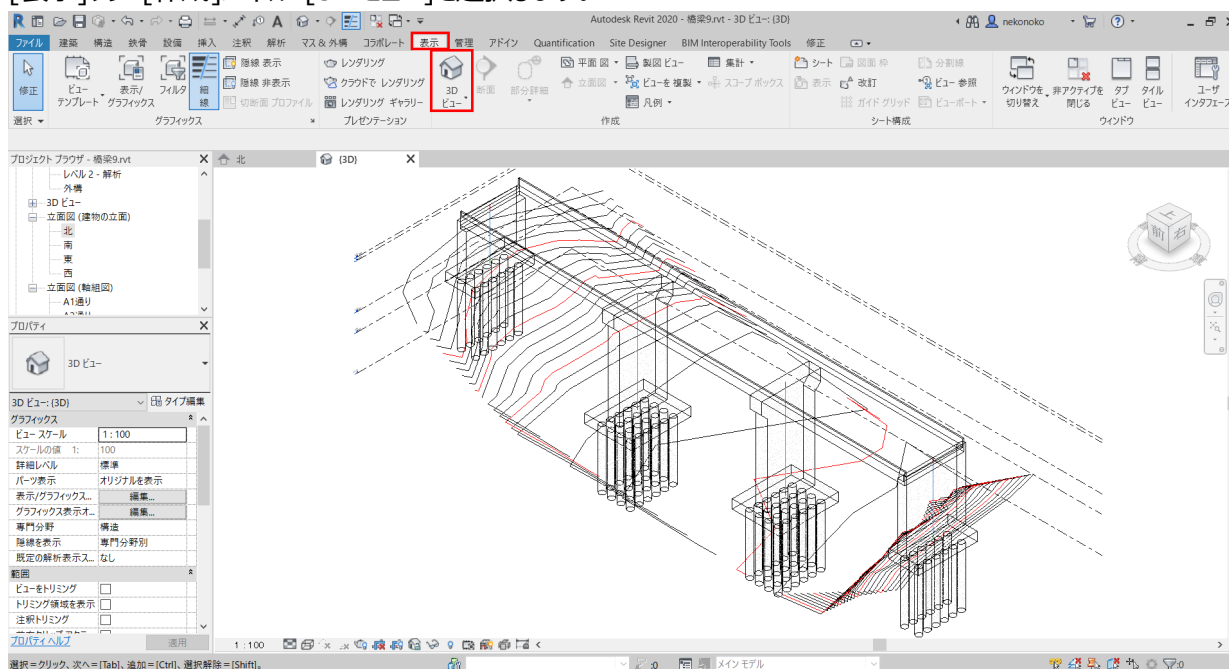 Autodesk Revit 2020 - 橋梁9.rvt - 3D ビュー: {3D}
nekonoko
ファイル 建築 構造 鉄骨 設備 挿入 注釈 解析 マス & 外構 コラボレート 表示 管理 アドイン Quantification Site Designer BIM Interoperability Tools 修正
修正
ビュー テンプレート
表示/ グラフィックス
フィルタ
細線
隠線 表示
隠線 非表示
切断面 プロファイル
レンダリング
クラウドで レンダリング
レンダリング ギャラリー
3D ビュー
断面
部分詳細
平面 図
立面図
製図 ビュー
ビューを 複製
凡例
集計
スコープ ボックス
シート
表示
図面 枠
改訂
ガイド グリッド
分割線
ビュー 参照
ビューポート
ウィンドウを 切り替え
非アクティブを 閉じる
タブ ビュー
タイル ビュー
ユーザ
選択 グラフィックス プレゼンテーション 作成 シート構成 ウィンドウ
プロジェクト ブラウザ - 橋梁9.rvt
北
{3D}
レベル 2 - 解析
外構
3D ビュー
立面図 (建物の立面)
北
南
東
西
立面図 (軸組図)
A1通り
プロパティ
3D ビュー
3D ビュー: {3D} タイプ編集
グラフィックス
ビュー スケール 1 : 100
スケールの値 1: 100
詳細レベル 標準
パーツ表示 オリジナルを表示
表示/グラフィックス... 編集...
グラフィックス表示オ... 編集...
専門分野 構造
隠線を表示 専門分野別
既定の解析表示ス... なし
範囲
ビューをトリミング
トリミング領域を表示
注釈トリミング
プロパティ ヘルプ 適用
上
前
右
1 : 100
選択 = クリック、次へ = [Tab]、追加 = [Ctrl]、選択解除 = [Shift]。
:0
メイン モデル
:0